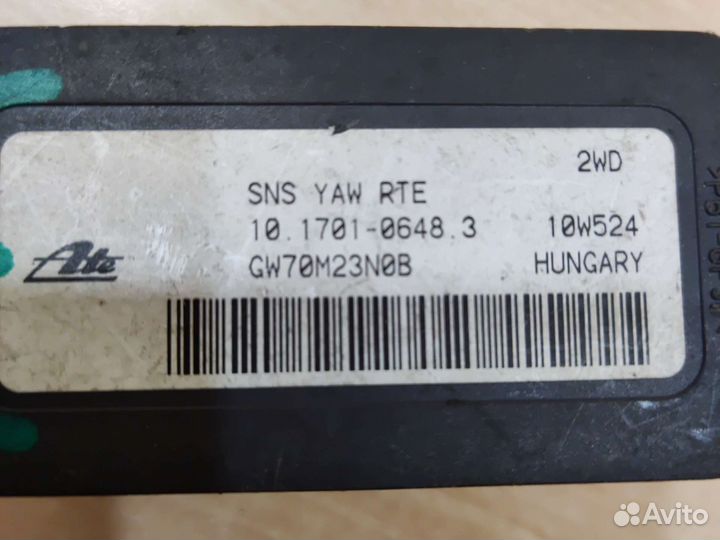 2WD
SNS YAW RTE
10.1701-0648.3 10W524
Ate GW70M23N0B HUNGARY
Avito